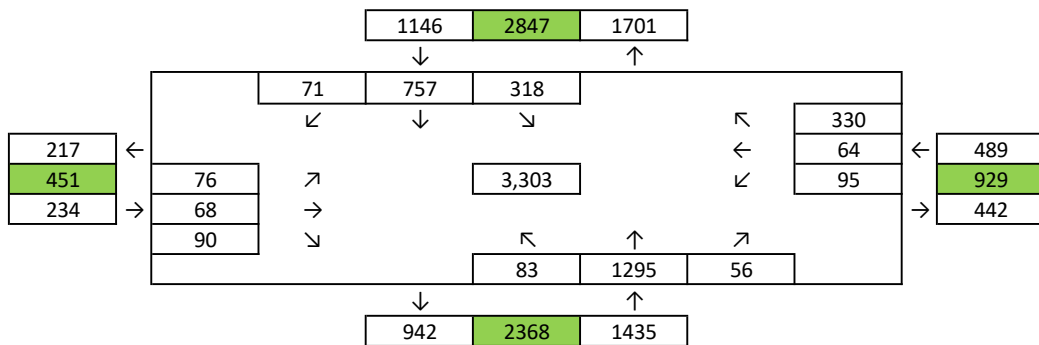 1146 2847 1701
↓ ↑
71 757 318
↙ ↓ ↘ ↖ 330
217 ← ← 64 ← 489
451 76 ↗ 3,303 ↙ 95 929
234 → 68 → → 442
90 ↘ ↖ ↑ ↗
83 1295 56
↓ ↑
942 2368 1435